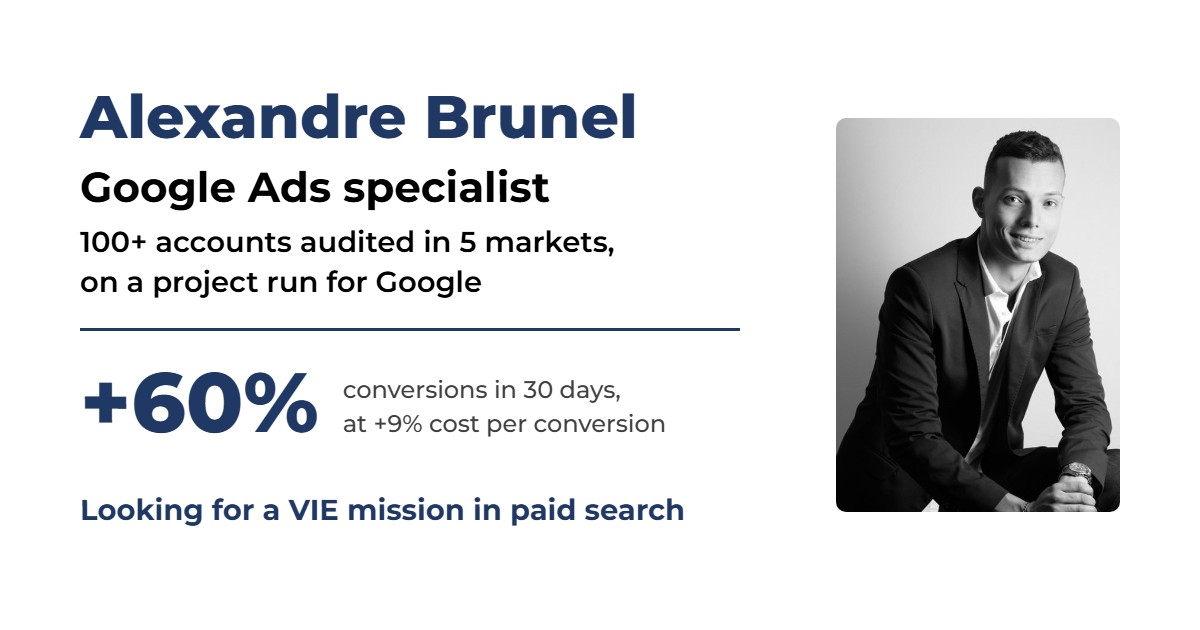 Alexandre Brunel
Google Ads specialist
100+ accounts audited in 5 markets,
on a project run for Google
+60%
conversions in 30 days,
at +9% cost per conversion
Looking for a VIE mission in paid search